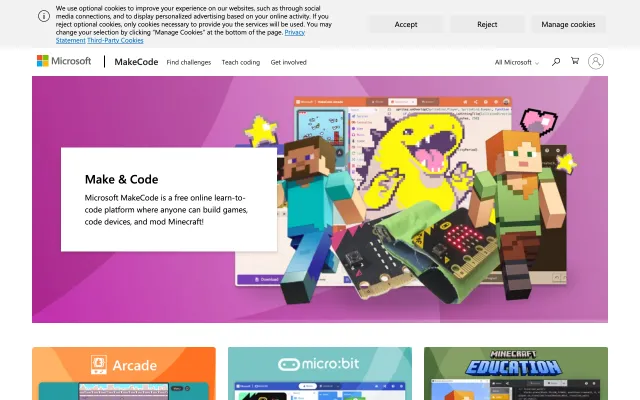 We use optional cookies to improve your experience on our websites, such as through social
media connections, and to display personalized advertising based on your online activity. If you
reject optional cookies, only cookies necessary to provide you the services will be used. You may
change your selection by clicking "Manage Cookies" at the bottom of the page. Privacy
Statement Third-Party Cookies
Accept
Reject
Manage cookies
Microsoft
MakeCode
Find challenges
Teach coding
Get involved
All Microsoft
Make & Code
Microsoft MakeCode is a free online learn-to-
code platform where anyone can build games,
code devices, and mod Minecraft!
Download
Arcade
micro:bit
MINECRAFT
EDUCATION